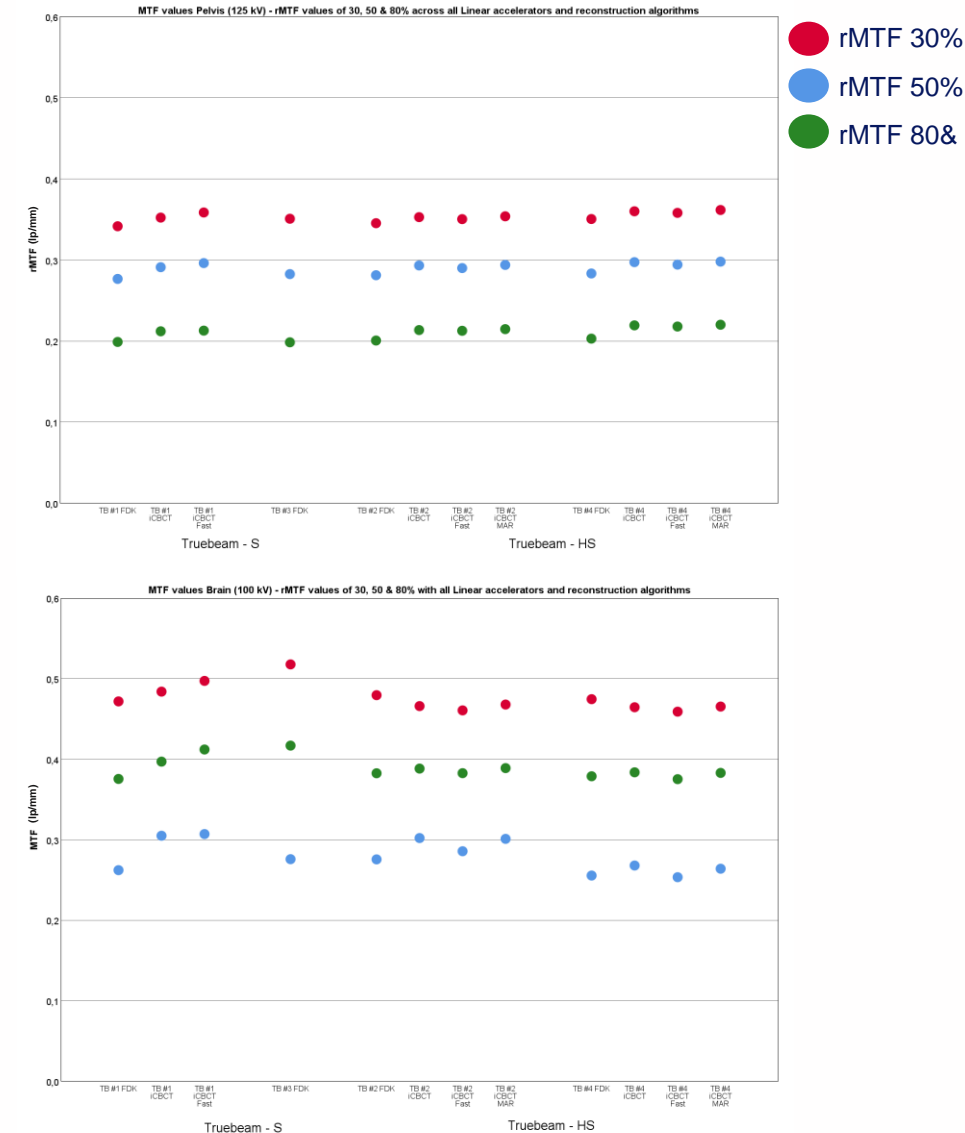 MTF values Pelvis (125 kV) - rMTF values of 30, 50 & 80% across all Linear accelerators and reconstruction algorithms
rMTF 30%
rMTF 50%
rMTF 80&
rMTF (lp/mm)
0,6
0,5
0,4
0,3
0,2
0,1
0,0
TB #1 FDK
TB #1
iCBCT
TB #1
iCBCT
Fast
TB #3 FDK
TB #2 FDK
TB #2
iCBCT
TB #2
iCBCT
Fast
TB #2
iCBCT
MAR
TB #4 FDK
TB #4
iCBCT
TB #4
iCBCT
Fast
TB #4
iCBCT
MAR
Truebeam - S
Truebeam - HS
MTF values Brain (100 kV) - rMTF values of 30, 50 & 80% with all Linear accelerators and reconstruction algorithms
MTF (lp/mm)
0,6
0,5
0,4
0,3
0,2
0,1
0,0
TB #1 FDK
TB #1
iCBCT
TB #1
iCBCT
Fast
TB #3 FDK
TB #2 FDK
TB #2
iCBCT
TB #2
iCBCT
Fast
TB #2
iCBCT
MAR
TB #4 FDK
TB #4
iCBCT
TB #4
iCBCT
Fast
TB #4
iCBCT
MAR
Truebeam - S
Truebeam - HS